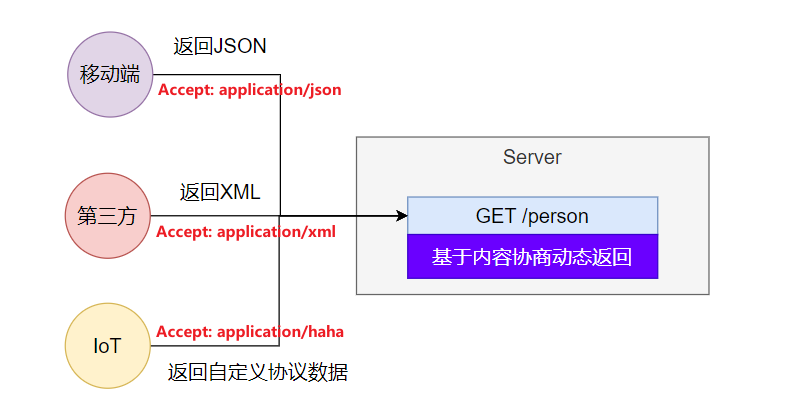 返回JSON
移动端
Accept: application/json
Server
返回XML
第三方
GET /person
Accept: application/xml
基于内容协商动态返回
Accept: application/haha
IoT
返回自定义协议数据